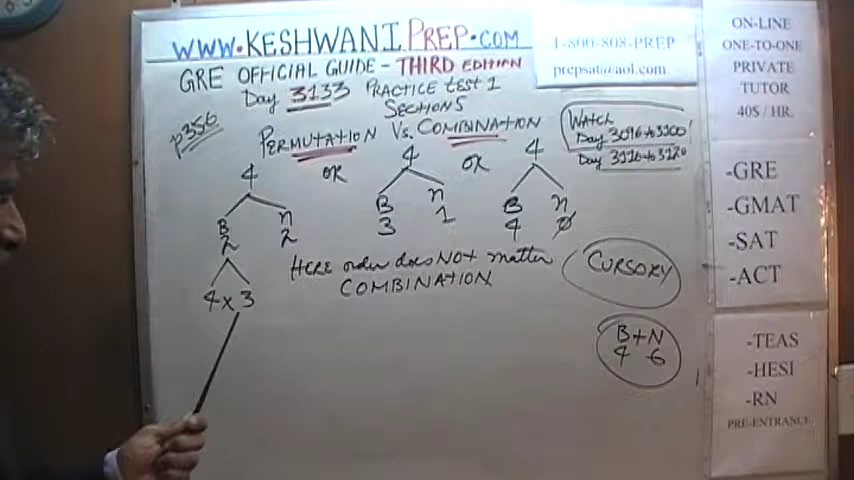 WWW.KESHWANIPREP.COM
GRE OFFICIAL GUIDE - THIRD EDITION
Day 3133 PRACTICE TEST 1
SECTION 5
p356
PERMUTATION VS. COMBINATION
WATCH
Day 3096 to 3100
Day 3116 to 3120
4 OR 4 OR 4
B n B n B n
2 2 3 1 4 0
4 x 3
HERE order does NOT matter
COMBINATION
CURSORY
B + N
4 6
1-800-808-PREP
prepsat@aol.com
ON-LINE
ONE-TO-ONE
PRIVATE
TUTOR
40$ / HR.
-GRE
-GMAT
-SAT
-ACT
-TEAS
-HESI
-RN
PRE-ENTRANCE